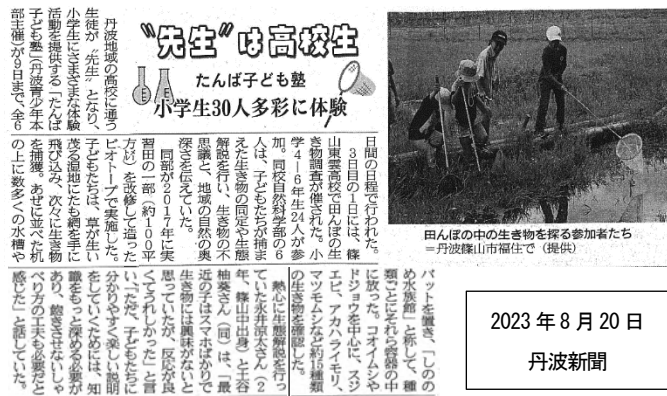 〝先生〟は高校生
たんば子ども塾
小学生30人多彩に体験
丹波地域の高校に通う
生徒が〝先生〟となり、
小学生にさまざまな体験
活動を提供する「たんば
子ども塾」（丹波青少年本
部主催）が9日まで、全6
日間の日程で行われた。
3日目の1日には、篠
山東雲高校で田んぼの生
き物調査が催された。小
学4―6年生24人が参
加。同校自然科学部の6
人は、子どもたちが捕ま
えた生き物の同定や生態
解説を行い、生き物の不
思議と、地域の自然の奥
深さを伝えていた。
同部が2017年に実
習田の一部（約100平
方㍍）を改修して造った
ビオトープで実施した。
子どもたちは、草が生い
茂る湿地にたも網を手に
飛び込み、次々に生き物
を捕獲。あぜに並べた机
の上に数多くの水槽や
バットを置き、「しのの
め水族館」と称して、種
類ごとにそれら容器の中
に放った。コオイムシや
ドジョウを中心に、スジ
エビ、アカハライモリ、
マツモムシなど約15種類
の生き物を確認した。
熱心に生態解説を行っ
ていた永井涼太さん（2
年、篠山中出身）と土谷
柚葵さん（同）は、「最
近の子はスマホばかりで
生き物には興味がないと
思っていたが、反応が良
くてうれしかった」と言
い、「ただ、子どもたちに
分かりやすく楽しい説明
をしていくためには、知
識をもっと深める必要が
あり、飽きさせないしゃ
べり方の工夫も必要だと
感じた」と話していた。
田んぼの中の生き物を探る参加者たち
＝丹波篠山市福住で（提供）
2023年8月20日
丹波新聞